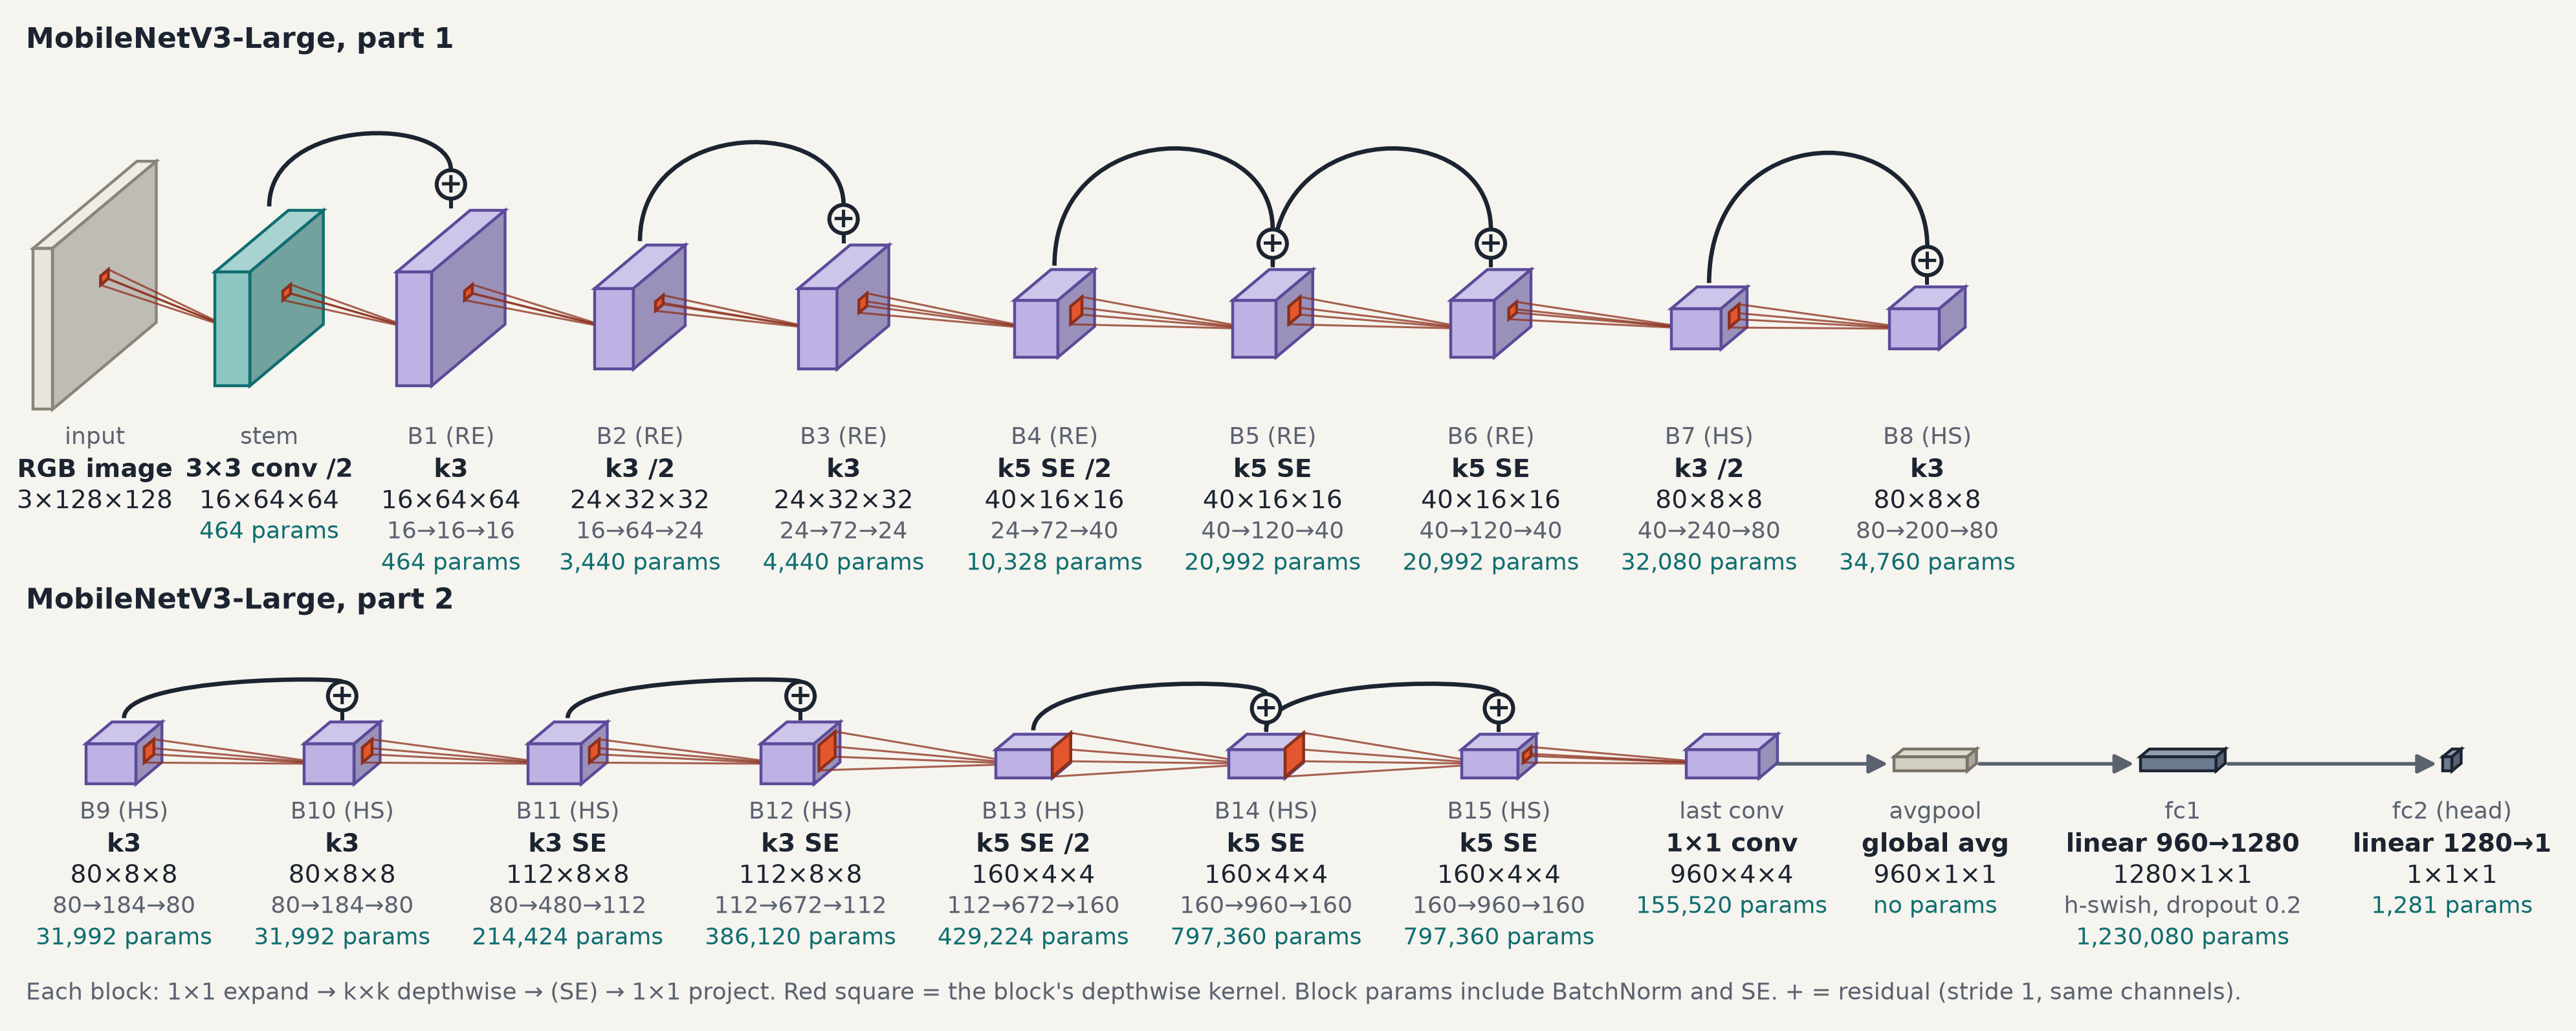 MobileNetV3-Large, part 1
input
RGB image
3×128×128
stem
3×3 conv /2
16×64×64
464 params
B1 (RE)
k3
16×64×64
16→16→16
464 params
B2 (RE)
k3 /2
24×32×32
16→64→24
3,440 params
B3 (RE)
k3
24×32×32
24→72→24
4,440 params
B4 (RE)
k5 SE /2
40×16×16
24→72→40
10,328 params
B5 (RE)
k5 SE
40×16×16
40→120→40
20,992 params
B6 (RE)
k5 SE
40×16×16
40→120→40
20,992 params
B7 (HS)
k3 /2
80×8×8
40→240→80
32,080 params
B8 (HS)
k3
80×8×8
80→200→80
34,760 params
MobileNetV3-Large, part 2
B9 (HS)
k3
80×8×8
80→184→80
31,992 params
B10 (HS)
k3
80×8×8
80→184→80
31,992 params
B11 (HS)
k3 SE
112×8×8
80→480→112
214,424 params
B12 (HS)
k3 SE
112×8×8
112→672→112
386,120 params
B13 (HS)
k5 SE /2
160×4×4
112→672→160
429,224 params
B14 (HS)
k5 SE
160×4×4
160→960→160
797,360 params
B15 (HS)
k5 SE
160×4×4
160→960→160
797,360 params
last conv
1×1 conv
960×4×4
155,520 params
avgpool
global avg
960×1×1
no params
fc1
linear 960→1280
1280×1×1
h-swish, dropout 0.2
1,230,080 params
fc2 (head)
linear 1280→1
1×1×1
1,281 params
Each block: 1×1 expand → k×k depthwise → (SE) → 1×1 project. Red square = the block's depthwise kernel. Block params include BatchNorm and SE. + = residual (stride 1, same channels).